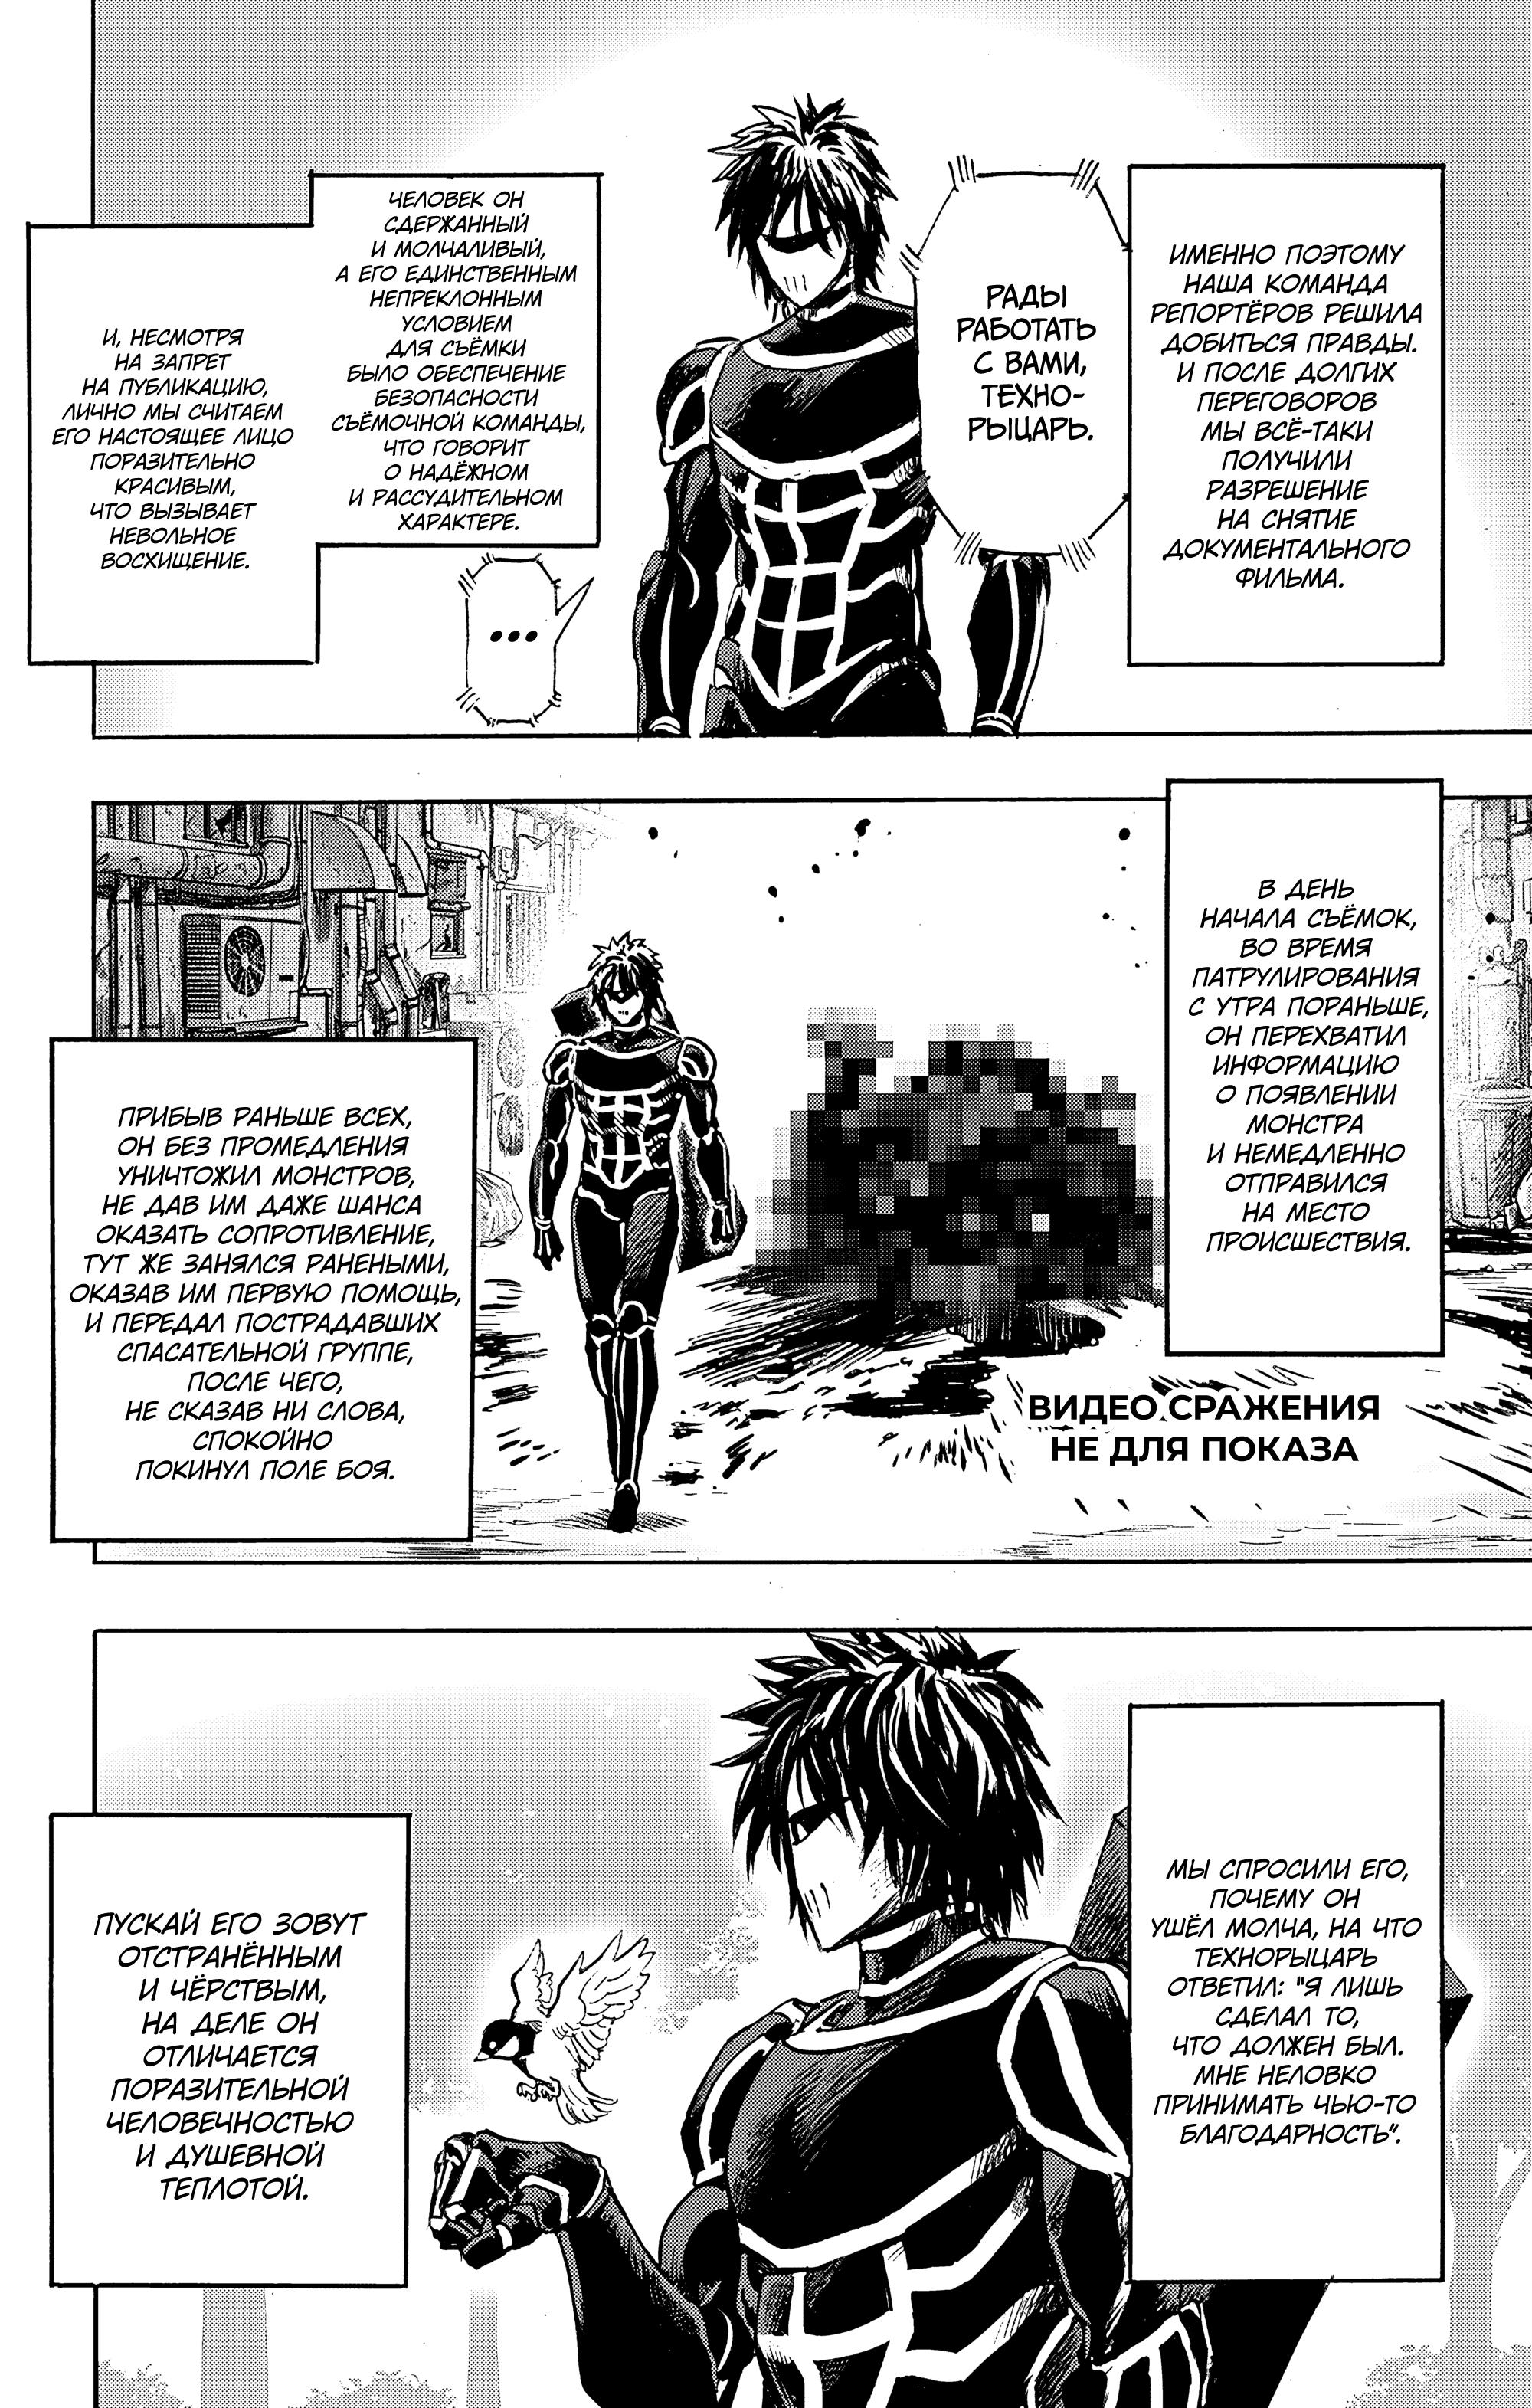 ИМЕННО ПОЭТОМУ
НАША КОМАНДА
РЕПОРТЁРОВ РЕШИЛА
ДОБИТЬСЯ ПРАВДЫ.
И ПОСЛЕ ДОЛГИХ
ПЕРЕГОВОРОВ
МЫ ВСЁ-ТАКИ
ПОЛУЧИЛИ
РАЗРЕШЕНИЕ
НА СНЯТИЕ
ДОКУМЕНТАЛЬНОГО
ФИЛЬМА.
РАДЫ
РАБОТАТЬ
С ВАМИ,
ТЕХНО-
РЫЦАРЬ.
ЧЕЛОВЕК ОН
СДЕРЖАННЫЙ
И МОЛЧАЛИВЫЙ,
А ЕГО ЕДИНСТВЕННЫМ
НЕПРЕКЛОННЫМ
УСЛОВИЕМ
ДЛЯ СЪЁМКИ
БЫЛО ОБЕСПЕЧЕНИЕ
БЕЗОПАСНОСТИ
СЪЁМОЧНОЙ КОМАНДЫ,
ЧТО ГОВОРИТ
О НАДЁЖНОМ
И РАССУДИТЕЛЬНОМ
ХАРАКТЕРЕ.
И, НЕСМОТРЯ
НА ЗАПРЕТ
НА ПУБЛИКАЦИЮ,
ЛИЧНО МЫ СЧИТАЕМ
ЕГО НАСТОЯЩЕЕ ЛИЦО
ПОРАЗИТЕЛЬНО
КРАСИВЫМ,
ЧТО ВЫЗЫВАЕТ
НЕВОЛЬНОЕ
ВОСХИЩЕНИЕ.
...
В ДЕНЬ
НАЧАЛА СЪЁМОК,
ВО ВРЕМЯ
ПАТРУЛИРОВАНИЯ
С УТРА ПОРАНЬШЕ,
ОН ПЕРЕХВАТИЛ
ИНФОРМАЦИЮ
О ПОЯВЛЕНИИ
МОНСТРА
И НЕМЕДЛЕННО
ОТПРАВИЛСЯ
НА МЕСТО
ПРОИСШЕСТВИЯ.
ВИДЕО СРАЖЕНИЯ
НЕ ДЛЯ ПОКАЗА
ПРИБЫВ РАНЬШЕ ВСЕХ,
ОН БЕЗ ПРОМЕДЛЕНИЯ
УНИЧТОЖИЛ МОНСТРОВ,
НЕ ДАВ ИМ ДАЖЕ ШАНСА
ОКАЗАТЬ СОПРОТИВЛЕНИЕ,
ТУТ ЖЕ ЗАНЯЛСЯ РАНЕНЫМИ,
ОКАЗАВ ИМ ПЕРВУЮ ПОМОЩЬ,
И ПЕРЕДАЛ ПОСТРАДАВШИХ
СПАСАТЕЛЬНОЙ ГРУППЕ,
ПОСЛЕ ЧЕГО,
НЕ СКАЗАВ НИ СЛОВА,
СПОКОЙНО
ПОКИНУЛ ПОЛЕ БОЯ.
МЫ СПРОСИЛИ ЕГО,
ПОЧЕМУ ОН
УШЁЛ МОЛЧА, НА ЧТО
ТЕХНОРЫЦАРЬ
ОТВЕТИЛ: "Я ЛИШЬ
СДЕЛАЛ ТО,
ЧТО ДОЛЖЕН БЫЛ.
МНЕ НЕЛОВКО
ПРИНИМАТЬ ЧЬЮ-ТО
БЛАГОДАРНОСТЬ".
ПУСКАЙ ЕГО ЗОВУТ
ОТСТРАНЁННЫМ
И ЧЁРСТВЫМ,
НА ДЕЛЕ ОН
ОТЛИЧАЕТСЯ
ПОРАЗИТЕЛЬНОЙ
ЧЕЛОВЕЧНОСТЬЮ
И ДУШЕВНОЙ
ТЕПЛОТОЙ.